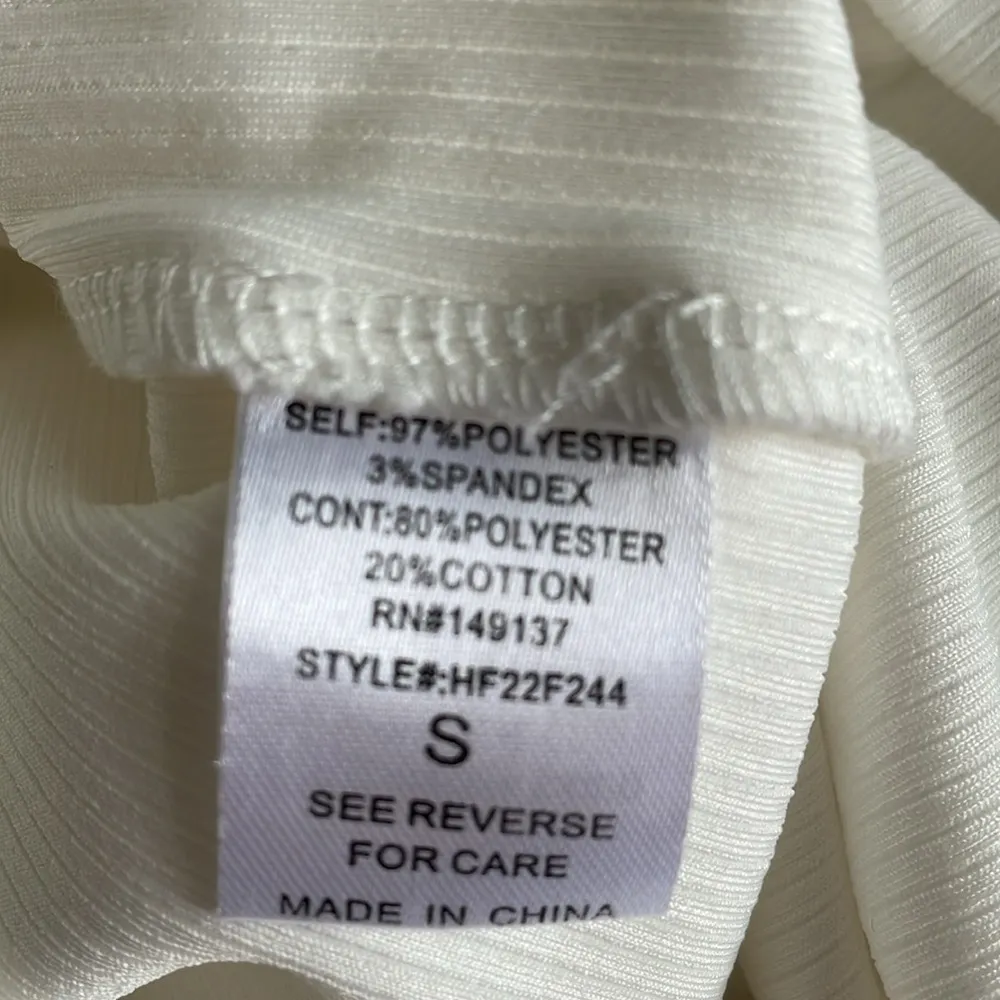 SELF:97%POLYESTER
3%SPANDEX
CONT:80%POLYESTER
20%COTTON
RN#149137
STYLE#:HF22F244
S
SEE REVERSE
FOR CARE
MADE IN CHINA